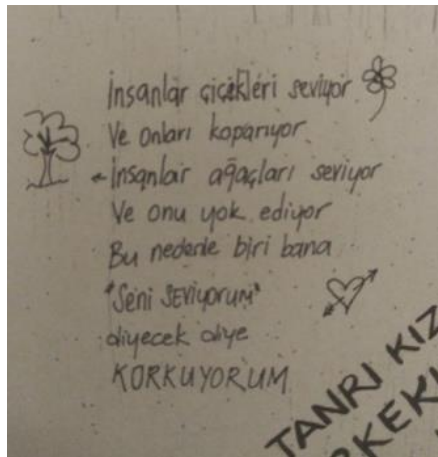 İnsanlar çiçekleri seviyor
Ve onları koparıyor
İnsanlar ağaçları seviyor
Ve onu yok ediyor
Bu nedenle biri bana
"Seni SEViYORUM"
diyecek diye
KORKUYORUM
TANRI KIZ